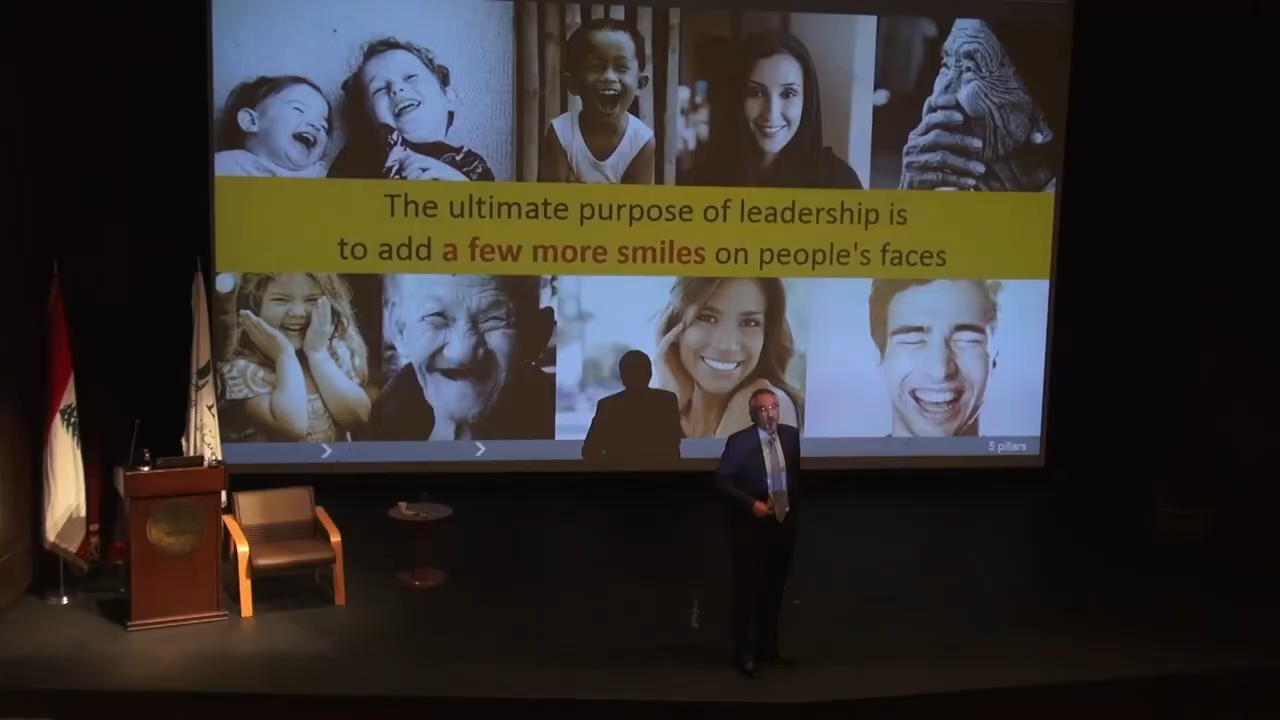 The ultimate purpose of leadership is
to add a few more smiles on people's faces
5 pillars